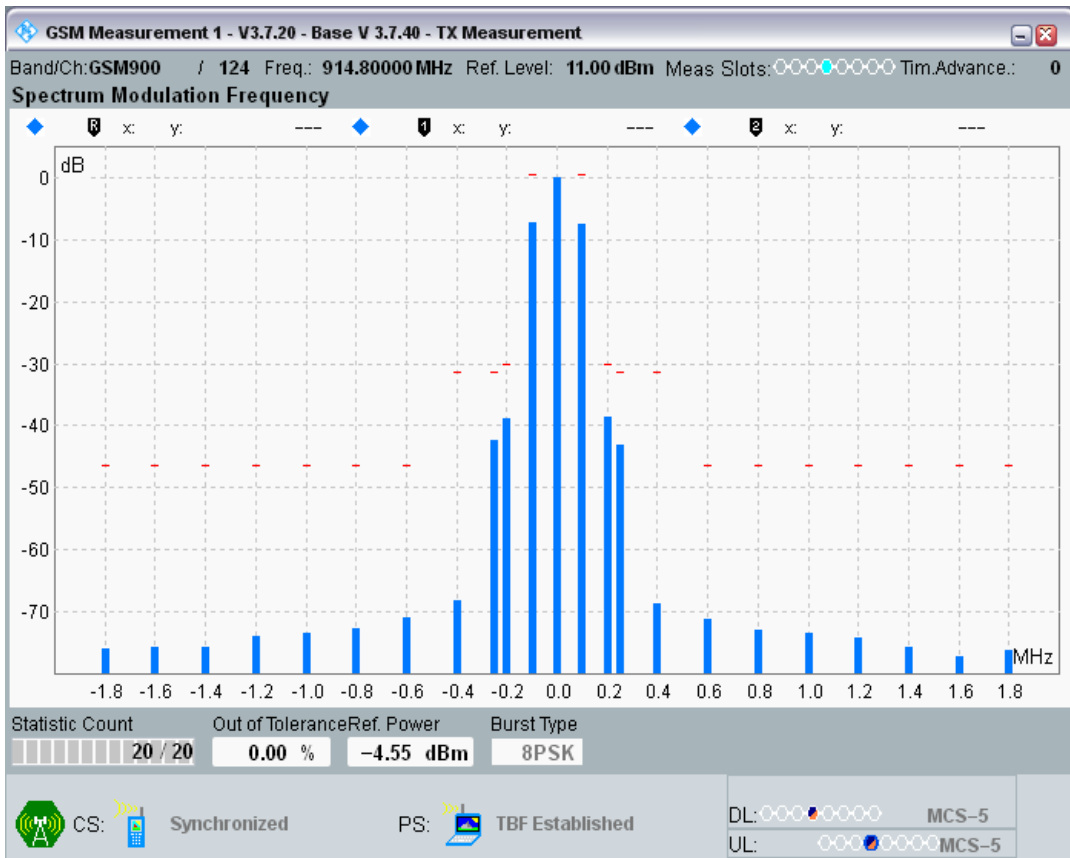 GSM Measurement 1 - V3.7.20 - Base V 3.7.40 - TX Measurement
Band/Ch:GSM900 / 124 Freq.: 914.80000 MHz Ref. Level: 11.00 dBm Meas Slots: Tim.Advance.: 0
Spectrum Modulation Frequency
R x: y: --- 1 x: y: --- 2 x: y: ---
dB
0
-10
-20
-30
-40
-50
-60
-70
MHz
-1.8 -1.6 -1.4 -1.2 -1.0 -0.8 -0.6 -0.4 -0.2 0.0 0.2 0.4 0.6 0.8 1.0 1.2 1.4 1.6 1.8
Statistic Count Out of Tolerance Ref. Power Burst Type
20 / 20 0.00 % -4.55 dBm 8PSK
CS: Synchronized PS: TBF Established
DL: MCS-5
UL: MCS-5